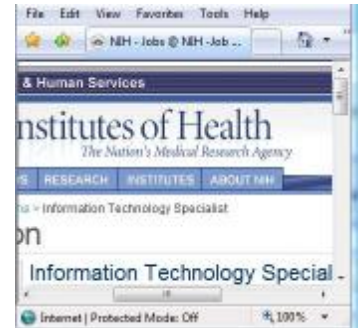 File Edit View Favorites Tools Help
NIH - Jobs @ NIH -Job ...
& Human Services
nstitutes of Health
The Nation's Medical Research Agency
S RESEARCH INSTITUTES ABOUT NIH
» Information Technology Specialist
on
Information Technology Special
Internet | Protected Mode: Off 100%